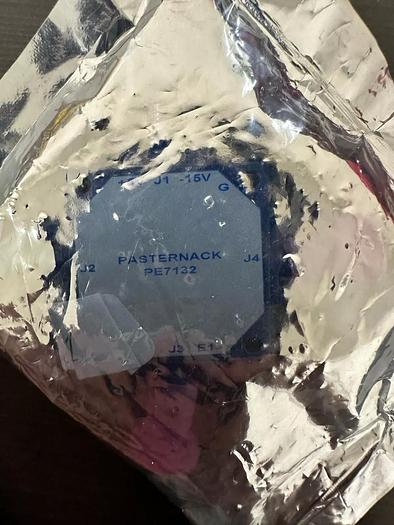 J1 -15V
G
PASTERNACK
PE7132
J2
J4
J3 E1